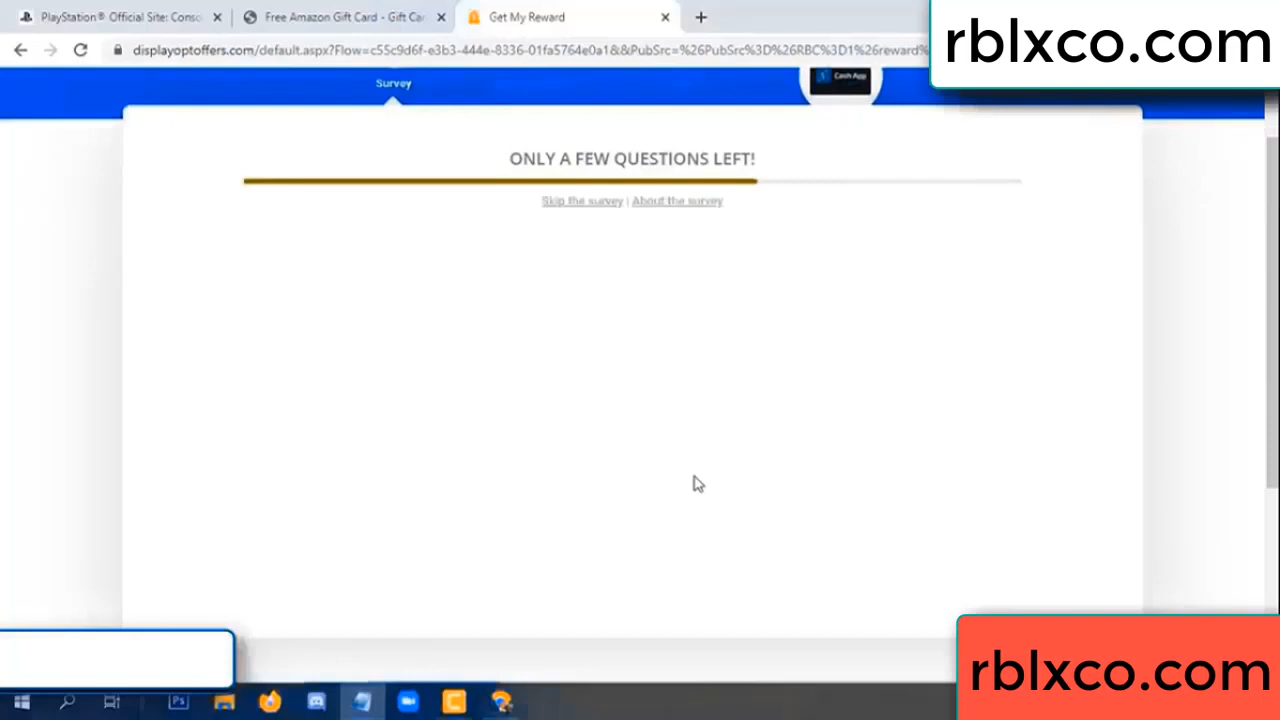 PlayStation® Official Site: Conso
Free Amazon Gift Card - Gift Car
Get My Reward
rblxco.com
displayoptoffers.com/default.aspx?Flow=c55c9d6f-e3b3-444e-8336-01fa5764e0a1&&PubSrc=%26PubSrc%3D%26RBC%3D1%26reward%
Survey
Cash App
ONLY A FEW QUESTIONS LEFT!
Skip the survey | About the survey
rblxco.com
Ps